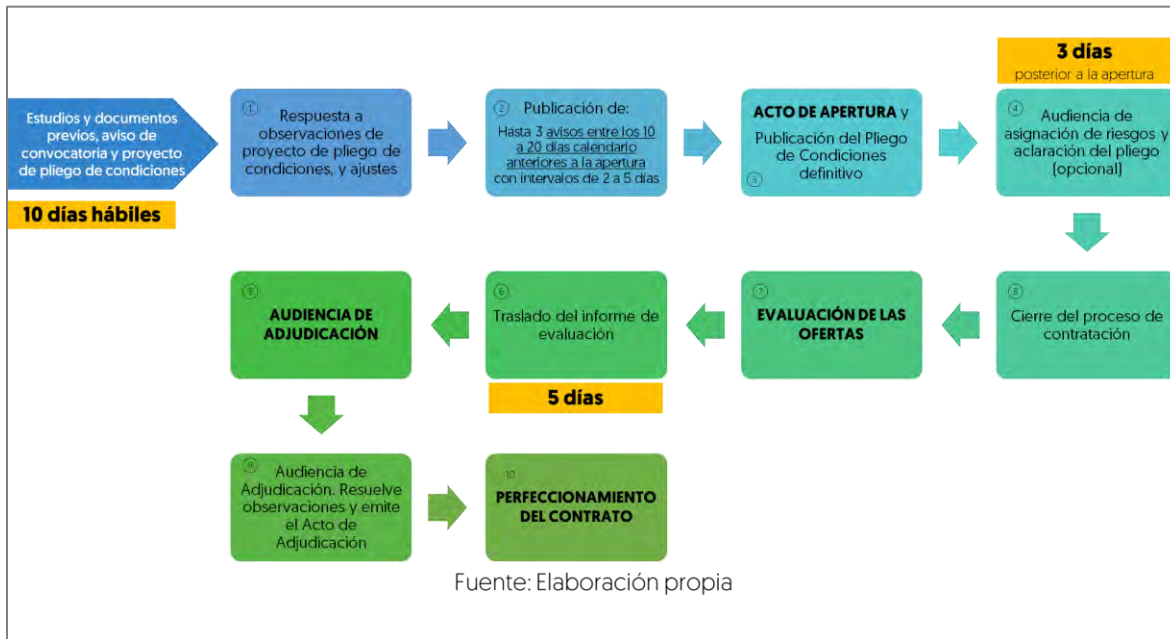 Estudios y documentos
previos, aviso de
convocatoria y proyecto
de pliego de condiciones
10 días hábiles
1
Respuesta a
observaciones de
proyecto de pliego de
condiciones, y ajustes
2
Publicación de:
Hasta 3 avisos entre los 10
a 20 días calendario
anteriores a la apertura
con intervalos de 2 a 5 días
ACTO DE APERTURA y
Publicación del Pliego
de Condiciones
definitivo
3
3 días
posterior a la apertura
4
Audiencia de
asignación de riesgos y
aclaración del pliego
(opcional)
Cierre del proceso de
contratación
7
EVALUACIÓN DE LAS
OFERTAS
6
Traslado del informe de
evaluación
5 días
AUDIENCIA DE
ADJUDICACIÓN
9
Audiencia de
Adjudicación. Resuelve
observaciones y emite
el Acto de
Adjudicación
10
PERFECCIONAMIENTO
DEL CONTRATO
Fuente: Elaboración propia